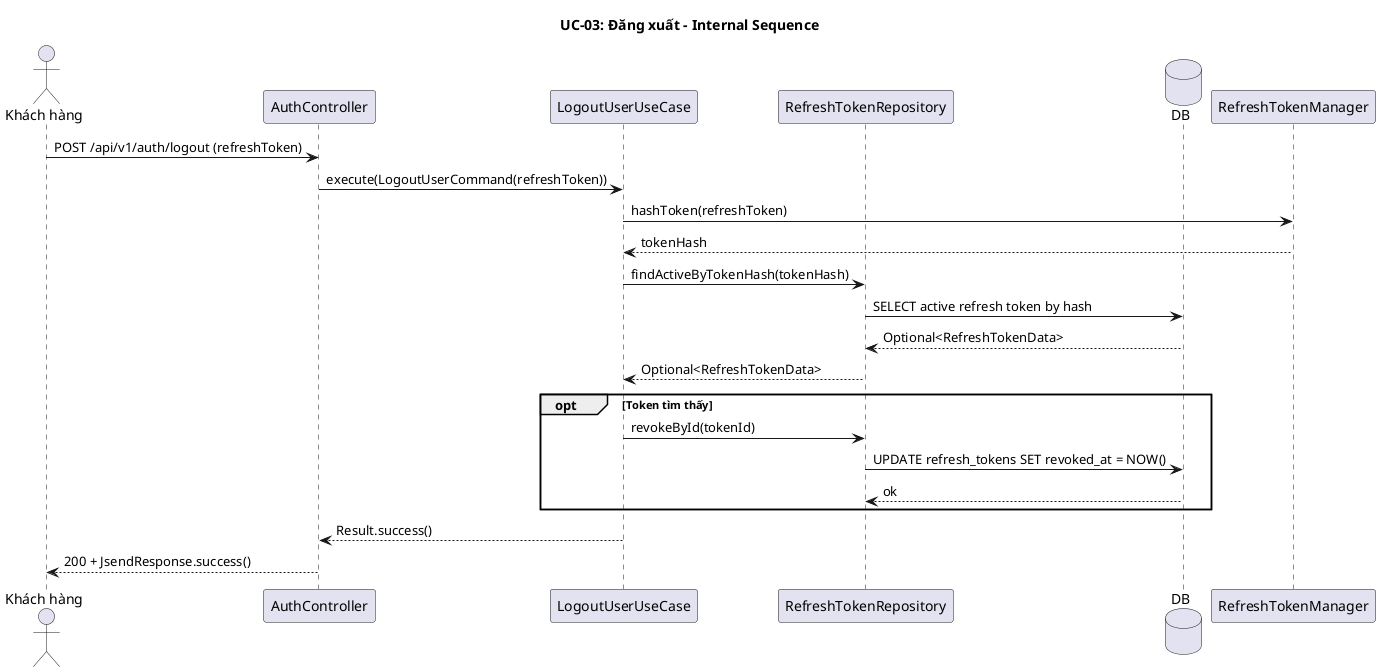 UC-03: Đăng xuất - Internal Sequence
Khách hàng
AuthController
LogoutUserUseCase
RefreshTokenRepository
DB
RefreshTokenManager
POST /api/v1/auth/logout (refreshToken)
execute(LogoutUserCommand(refreshToken))
hashToken(refreshToken)
tokenHash
findActiveByTokenHash(tokenHash)
SELECT active refresh token by hash
Optional<RefreshTokenData>
Optional<RefreshTokenData>
opt [Token tìm thấy]
revokeById(tokenId)
UPDATE refresh_tokens SET revoked_at = NOW()
ok
Result.success()
200 + JsendResponse.success()
Khách hàng
AuthController
LogoutUserUseCase
RefreshTokenRepository
DB
RefreshTokenManager